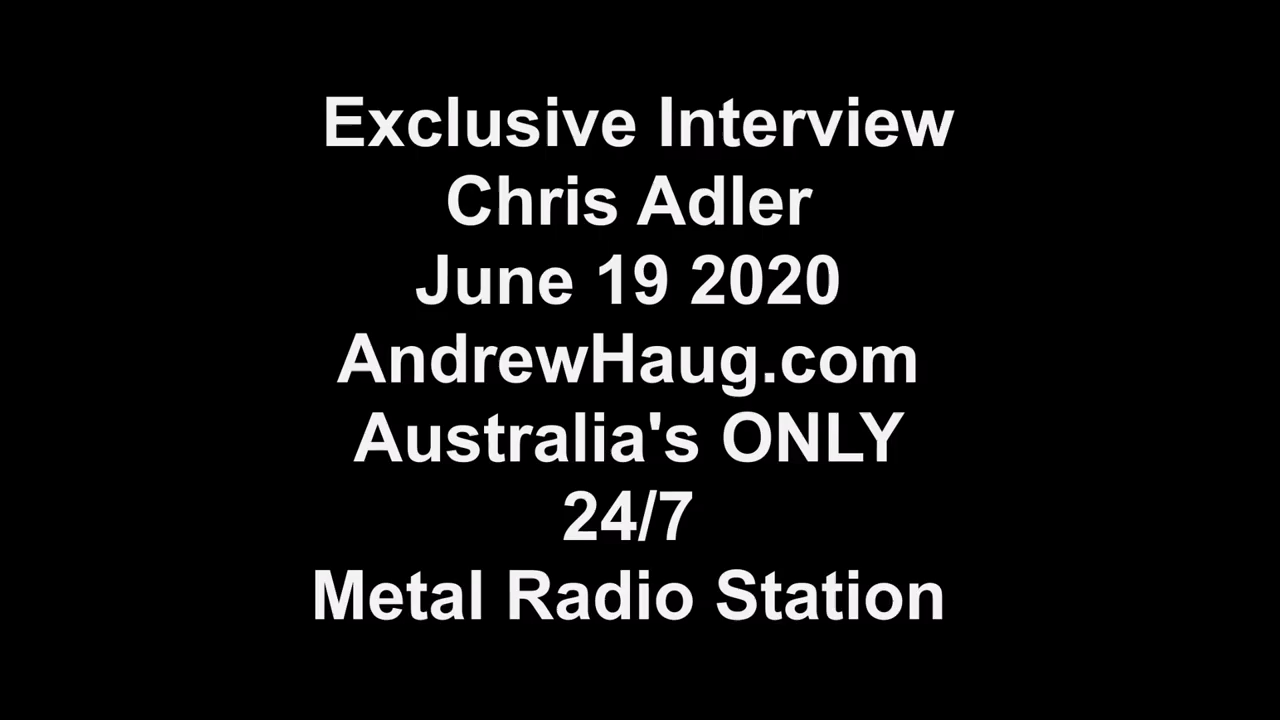 Exclusive Interview
Chris Adler
June 19 2020
AndrewHaug.com
Australia's ONLY
24/7
Metal Radio Station